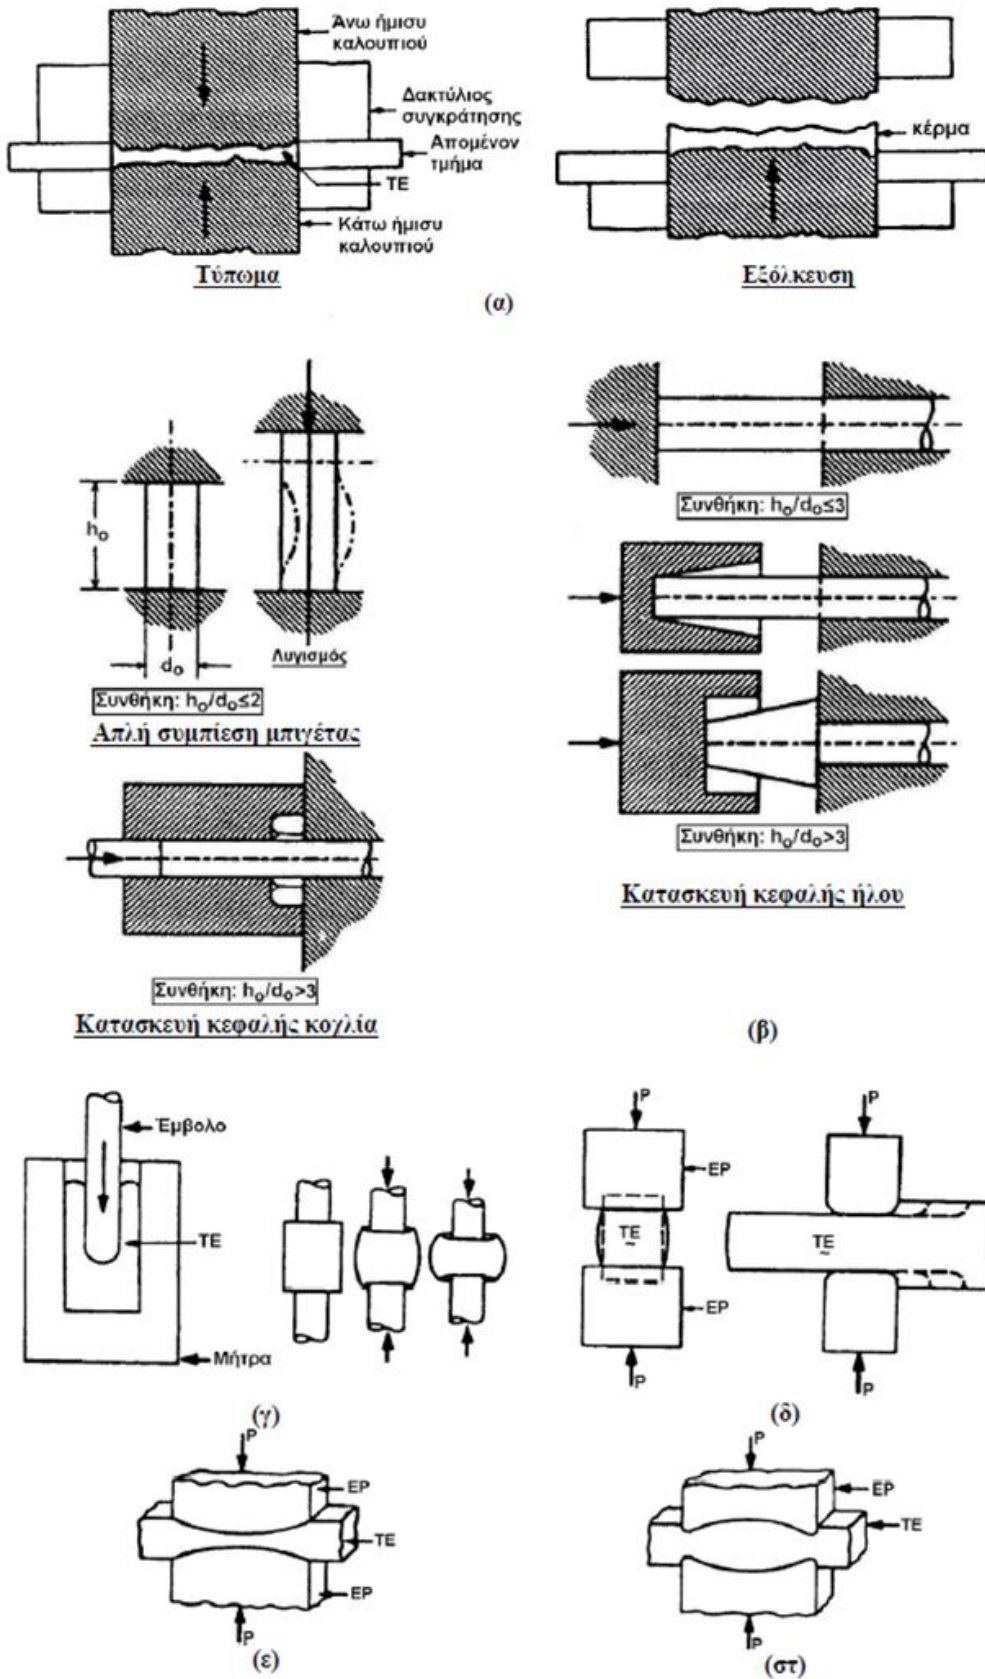 Άνω ήμισυ
καλουπιού
Δακτύλιος
συγκράτησης
Απομένον
τμήμα
ΤΕ
Κάτω ήμισυ
καλουπιού
Τύπωμα
κέρμα
Εξόλκευση
(α)
h₀
d₀
Λυγισμός
Συνθήκη: h₀/d₀≤2
Απλή συμπίεση μπιγέτας
Συνθήκη: h₀/d₀>3
Κατασκευή κεφαλής κοχλία
Συνθήκη: h₀/d₀≤3
Συνθήκη: h₀/d₀>3
Κατασκευή κεφαλής ήλου
(β)
Έμβολο
ΤΕ
Μήτρα
(γ)
P
ΕΡ
ΤΕ
ΕΡ
P
P
ΤΕ
P
(δ)
P
ΕΡ
ΤΕ
ΕΡ
P
(ε)
P
ΕΡ
ΤΕ
P
(στ)